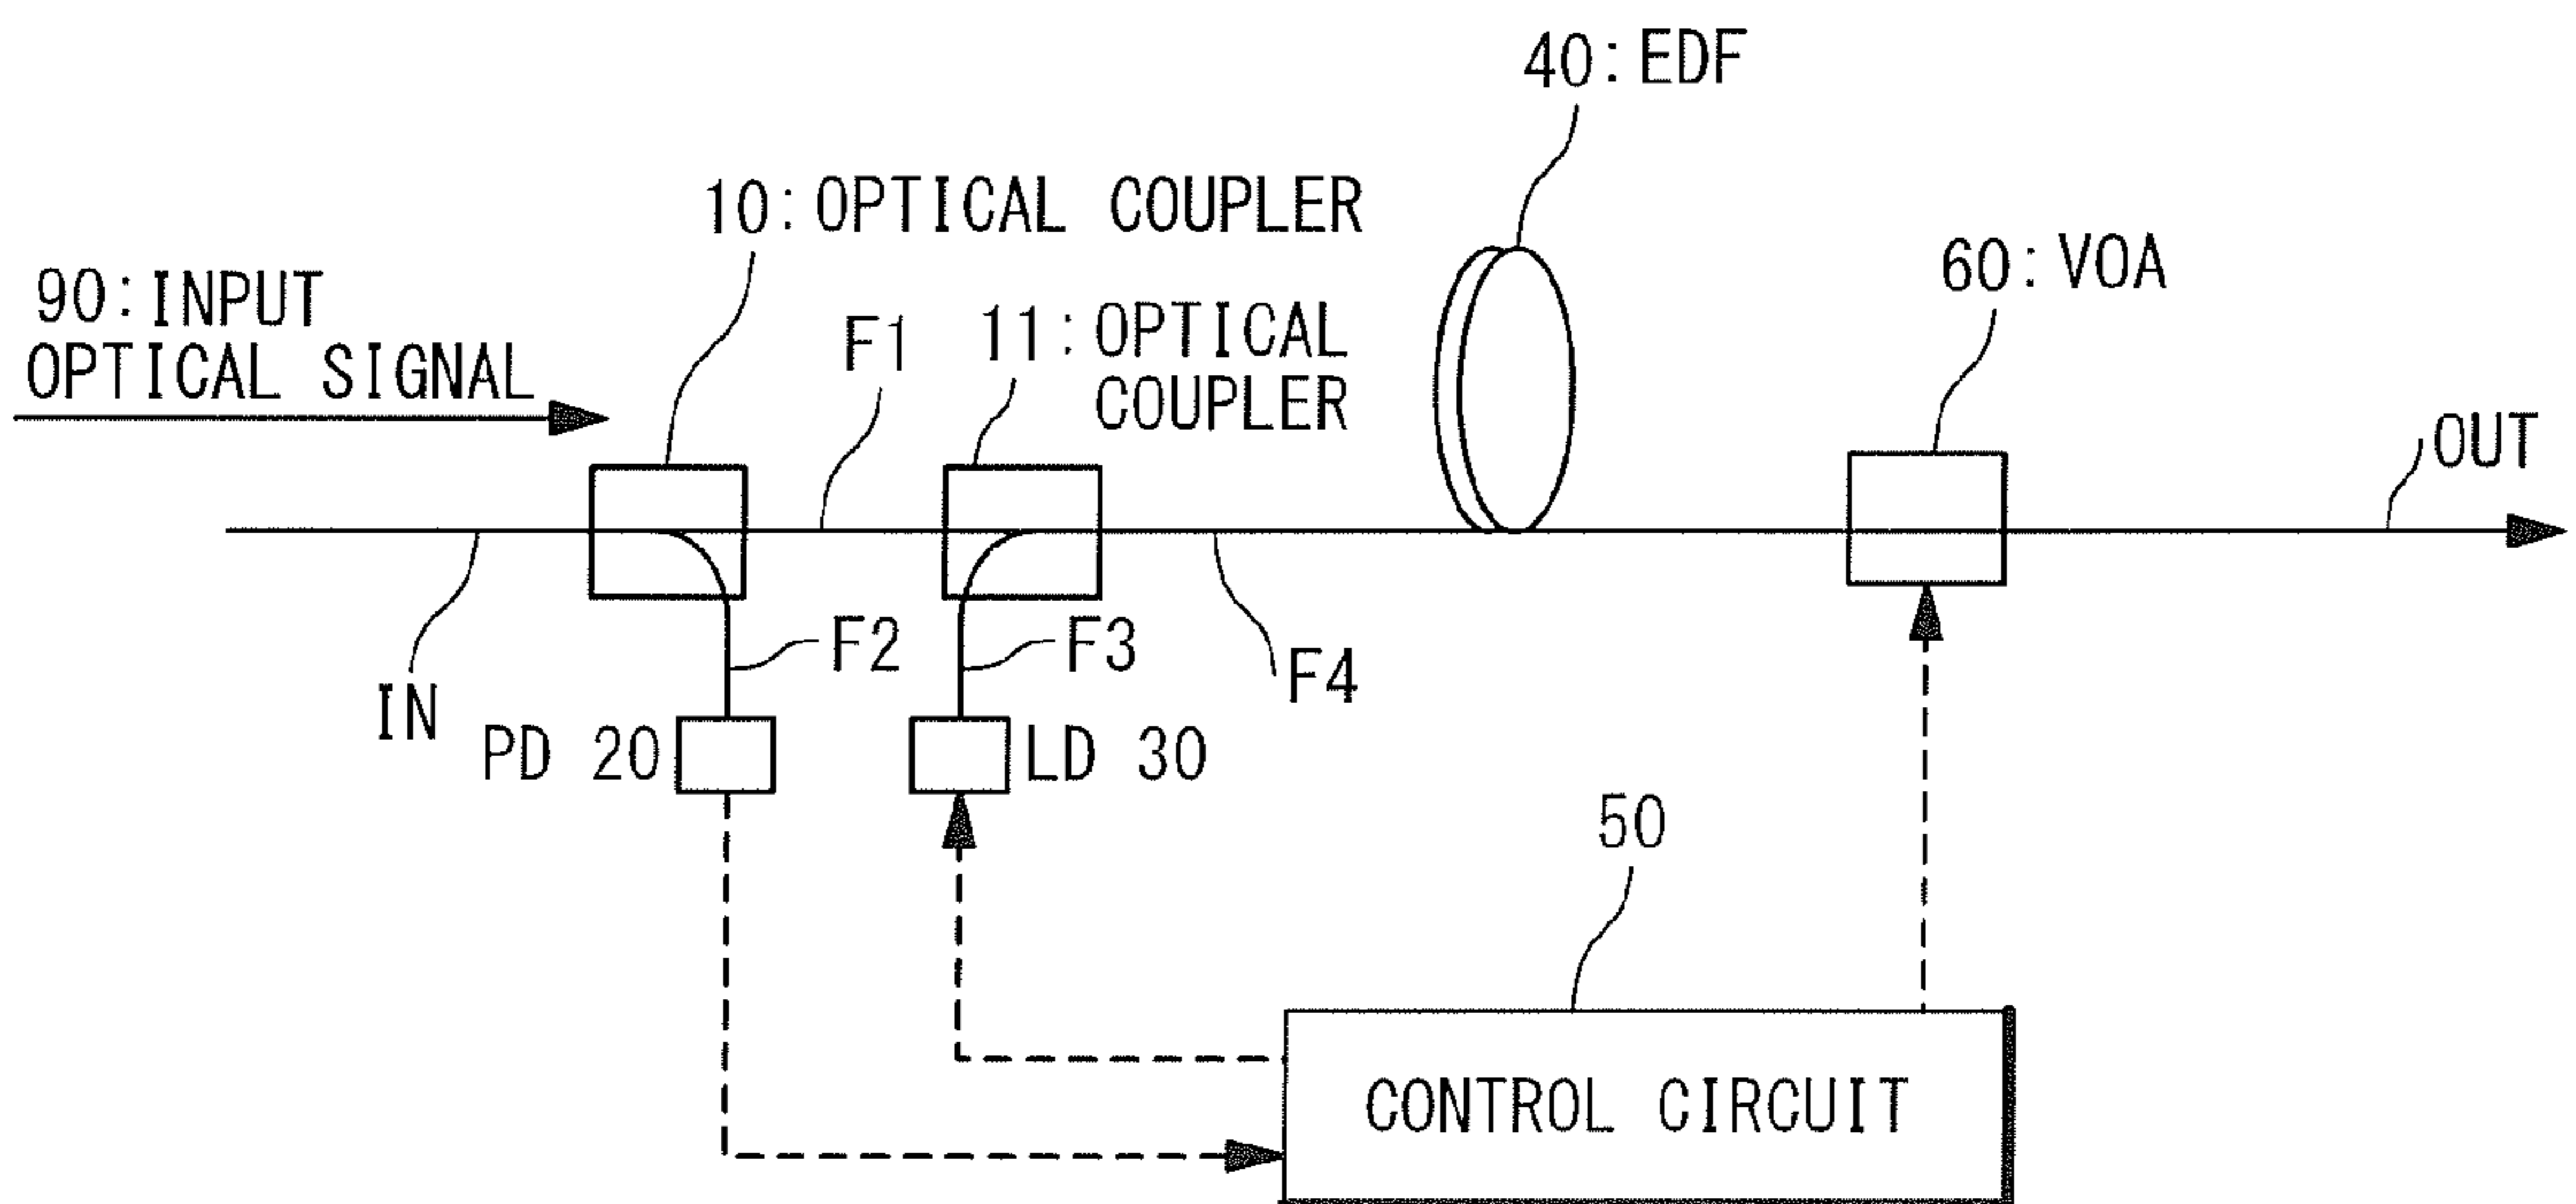 40:EDF
10:OPTICAL COUPLER
90:INPUT
OPTICAL SIGNAL
F1
11:OPTICAL
COUPLER
60:VOA
OUT
IN
F2
F3
F4
PD 20
LD 30
50
CONTROL CIRCUIT